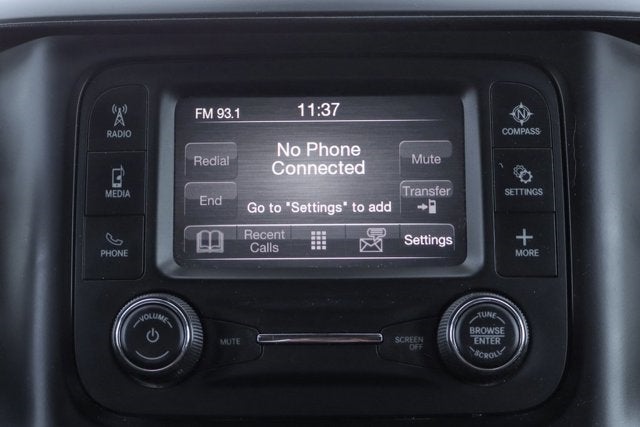 FM 93.1
11:37
RADIO
N
COMPASS
No Phone
Connected
Redial
Mute
MEDIA
SETTINGS
End
Transfer
Go to "Settings" to add
PHONE
Recent
Calls
Settings
MORE
VOLUME
MUTE
SCREEN
OFF
TUNE
BROWSE
ENTER
SCROLL